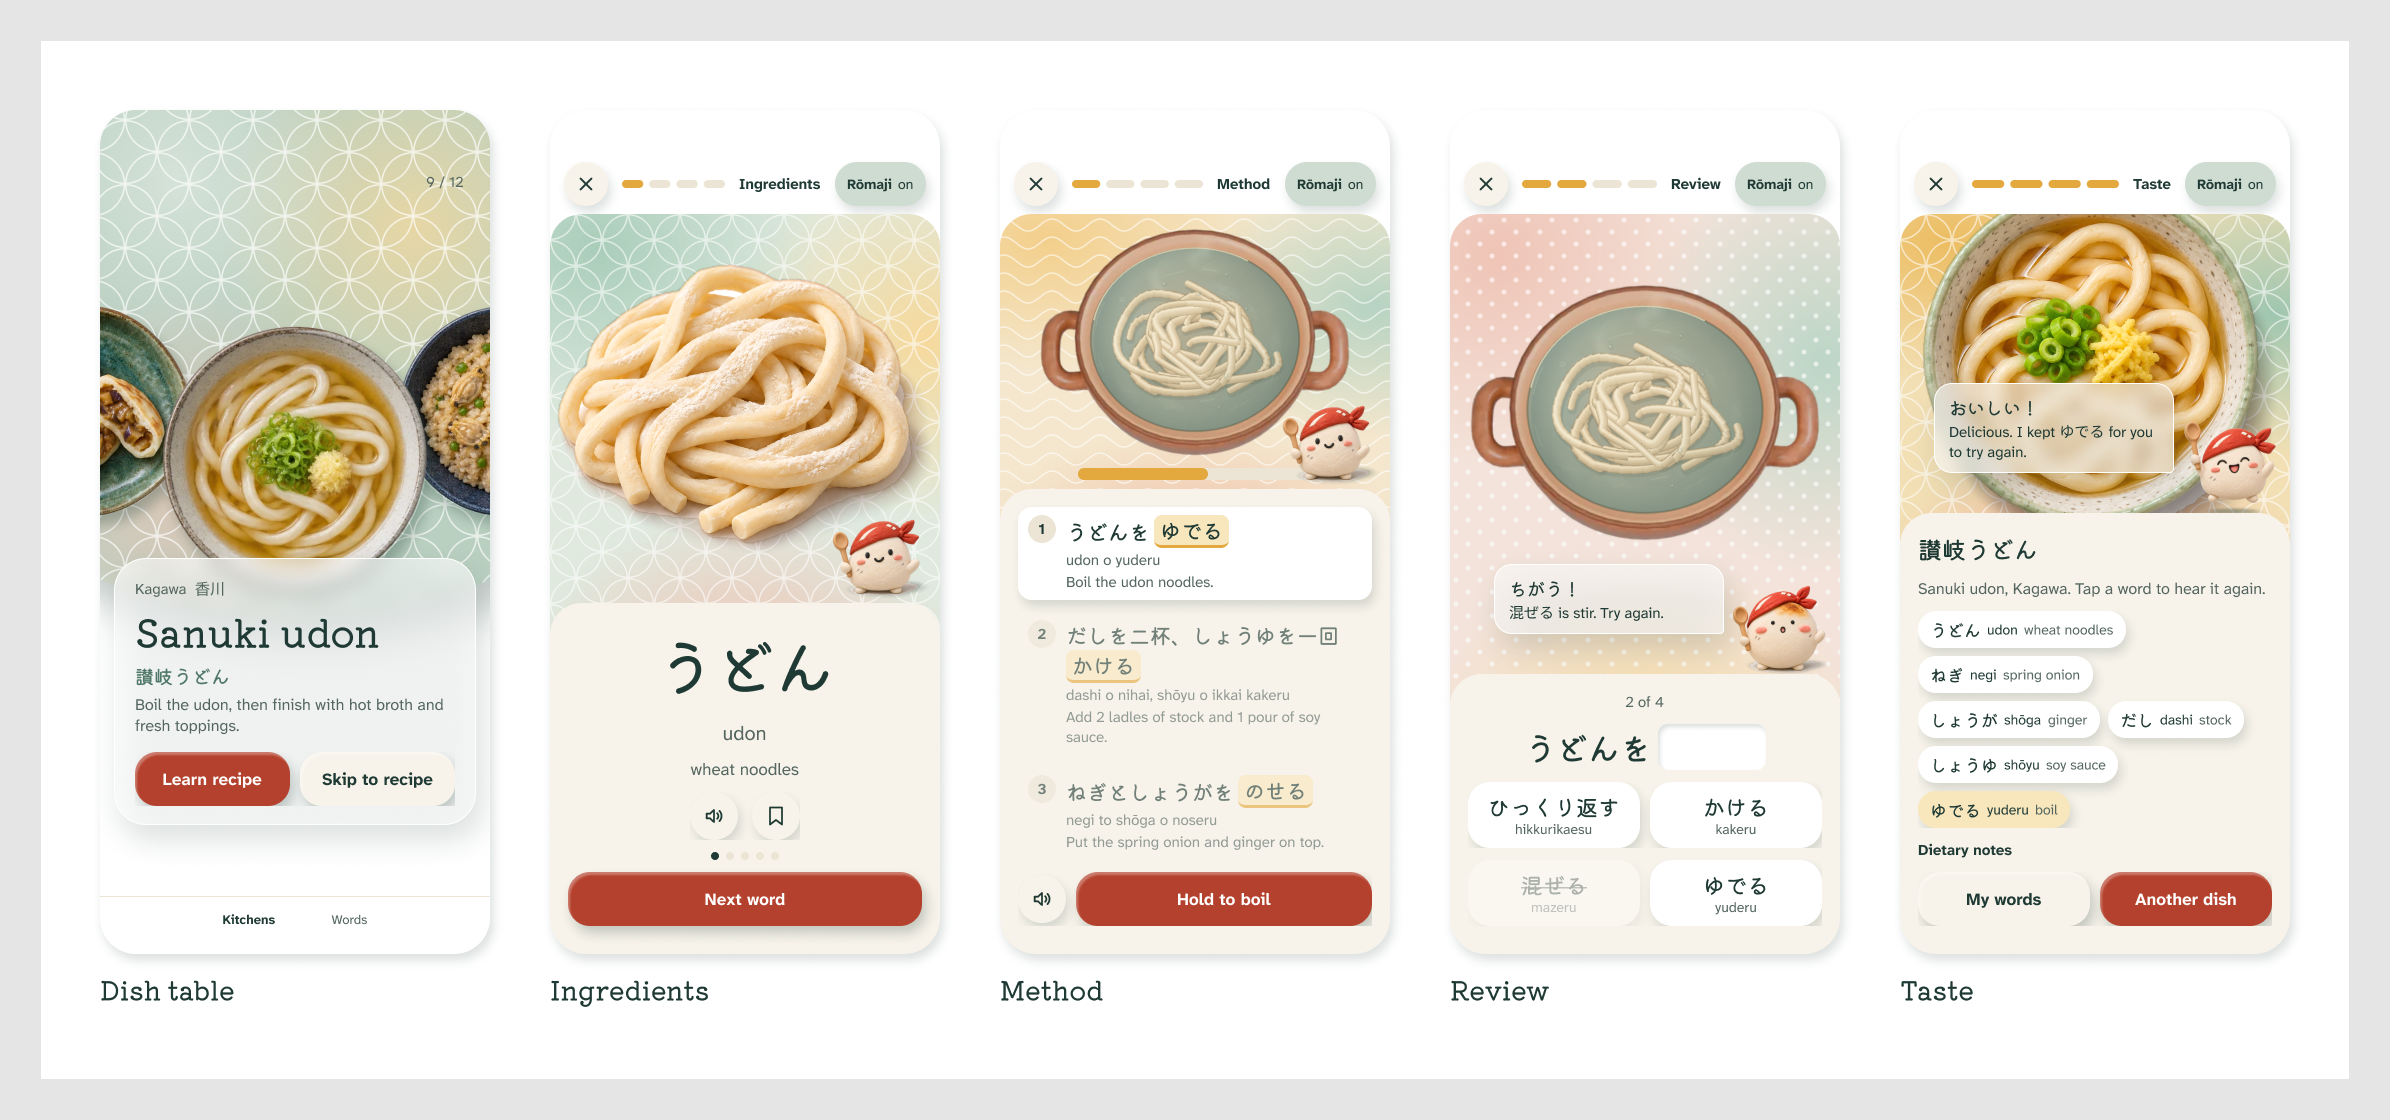 9 / 12
Kagawa 香川
Sanuki udon
讃岐うどん
Boil the udon, then finish with hot broth and
fresh toppings.
Learn recipe
Skip to recipe
Kitchens
Words
Dish table
Ingredients
Rōmaji on
うどん
udon
wheat noodles
Next word
Ingredients
Method
Rōmaji on
1
うどんを ゆでる
udon o yuderu
Boil the udon noodles.
2
だしを二杯、しょうゆを一回
かける
dashi o nihai, shōyu o ikkai kakeru
Add 2 ladles of stock and 1 pour of soy
sauce.
3
ねぎとしょうがを のせる
negi to shōga o noseru
Put the spring onion and ginger on top.
Hold to boil
Method
Review
Rōmaji on
ちがう！
混ぜる is stir. Try again.
2 of 4
うどんを
ひっくり返す
hikkurikaesu
かける
kakeru
混ぜる
mazeru
ゆでる
yuderu
Review
Taste
Rōmaji on
おいしい！
Delicious. I kept ゆでる for you
to try again.
讃岐うどん
Sanuki udon, Kagawa. Tap a word to hear it again.
うどん udon wheat noodles
ねぎ negi spring onion
しょうが shōga ginger
だし dashi stock
しょうゆ shōyu soy sauce
ゆでる yuderu boil
Dietary notes
My words
Another dish
Taste